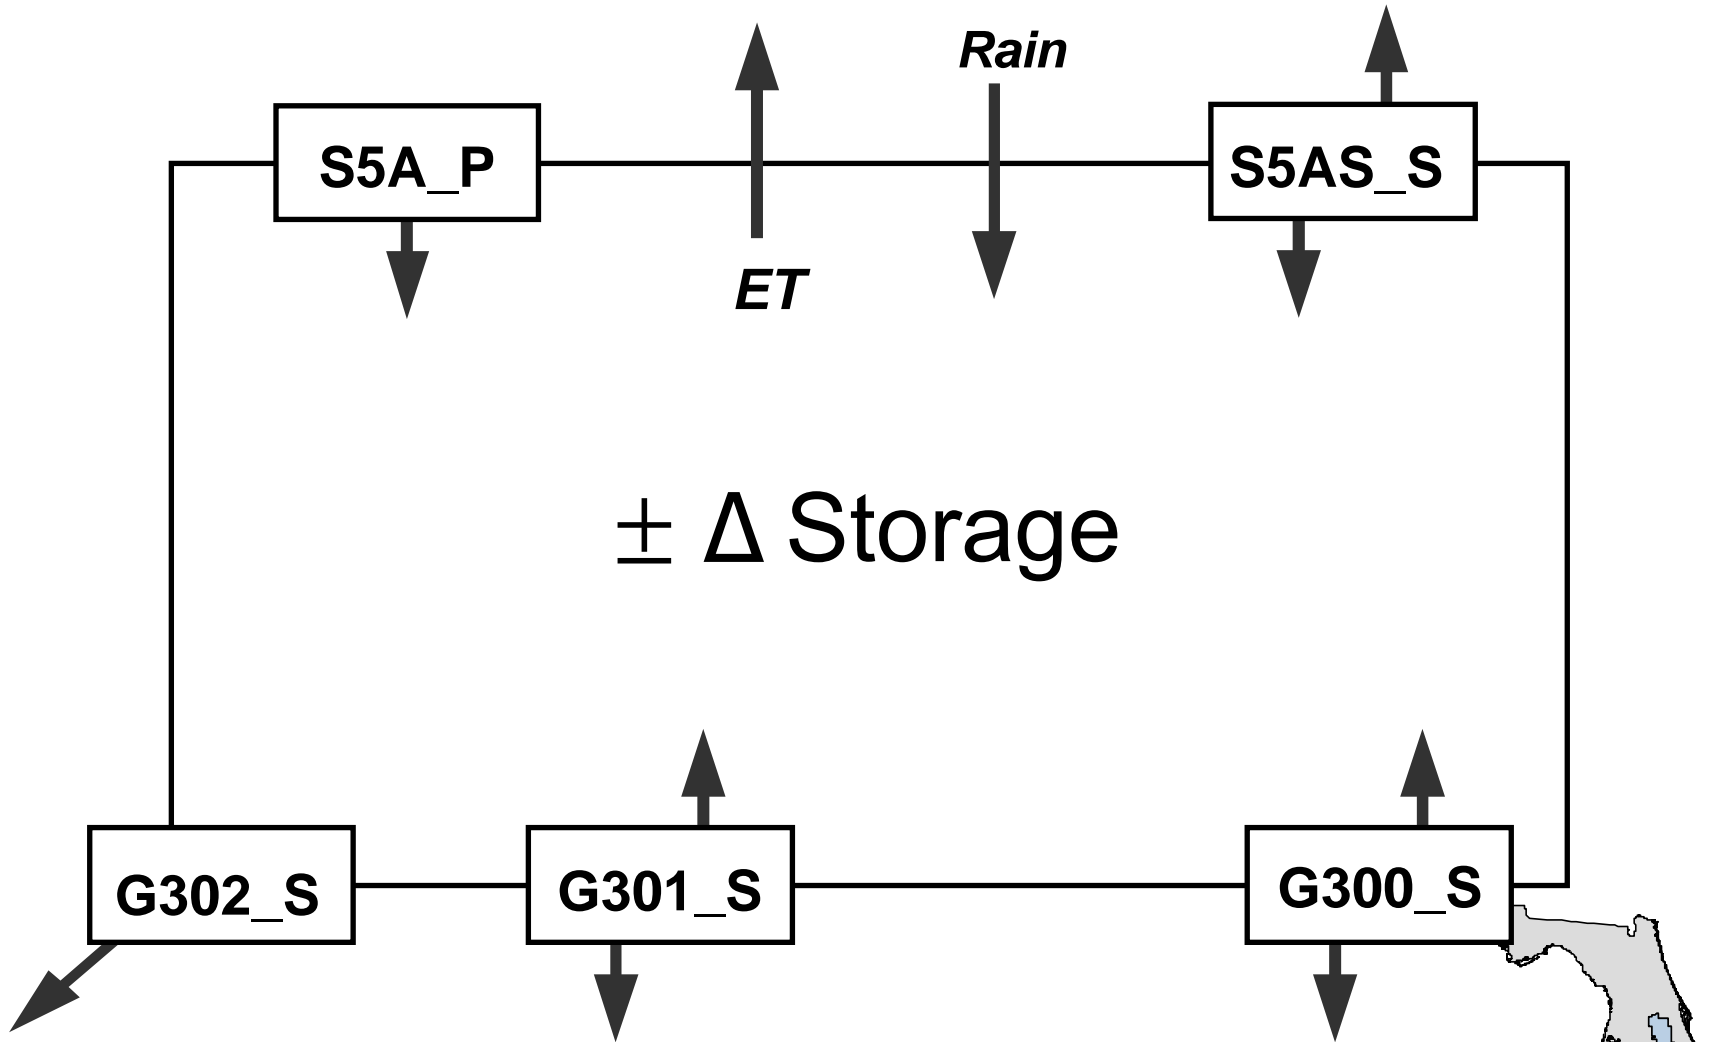 Rain
S5A_P
S5AS_S
ET
± Δ Storage
G302_S
G301_S
G300_S